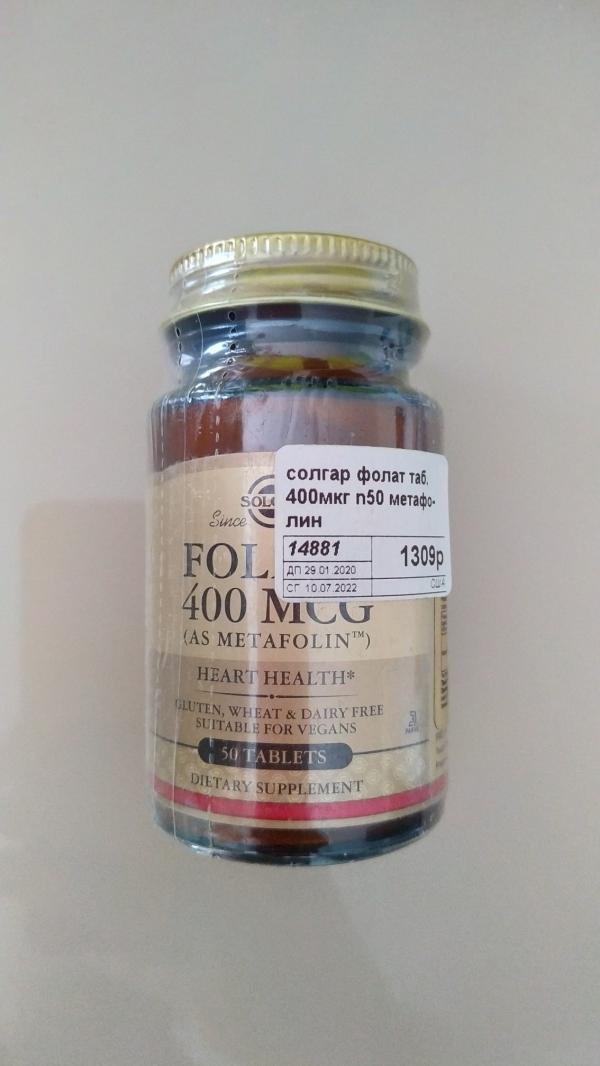 солгар фолат таб.
400мкг n50 метафо-
лин
14881
1309р
ДП 29.01.2020
СГ 10.07.2022
Since
400 MCG
(AS METAFOLIN™)
HEART HEALTH*
GLUTEN, WHEAT & DAIRY FREE
SUITABLE FOR VEGANS
50 TABLETS
DIETARY SUPPLEMENT